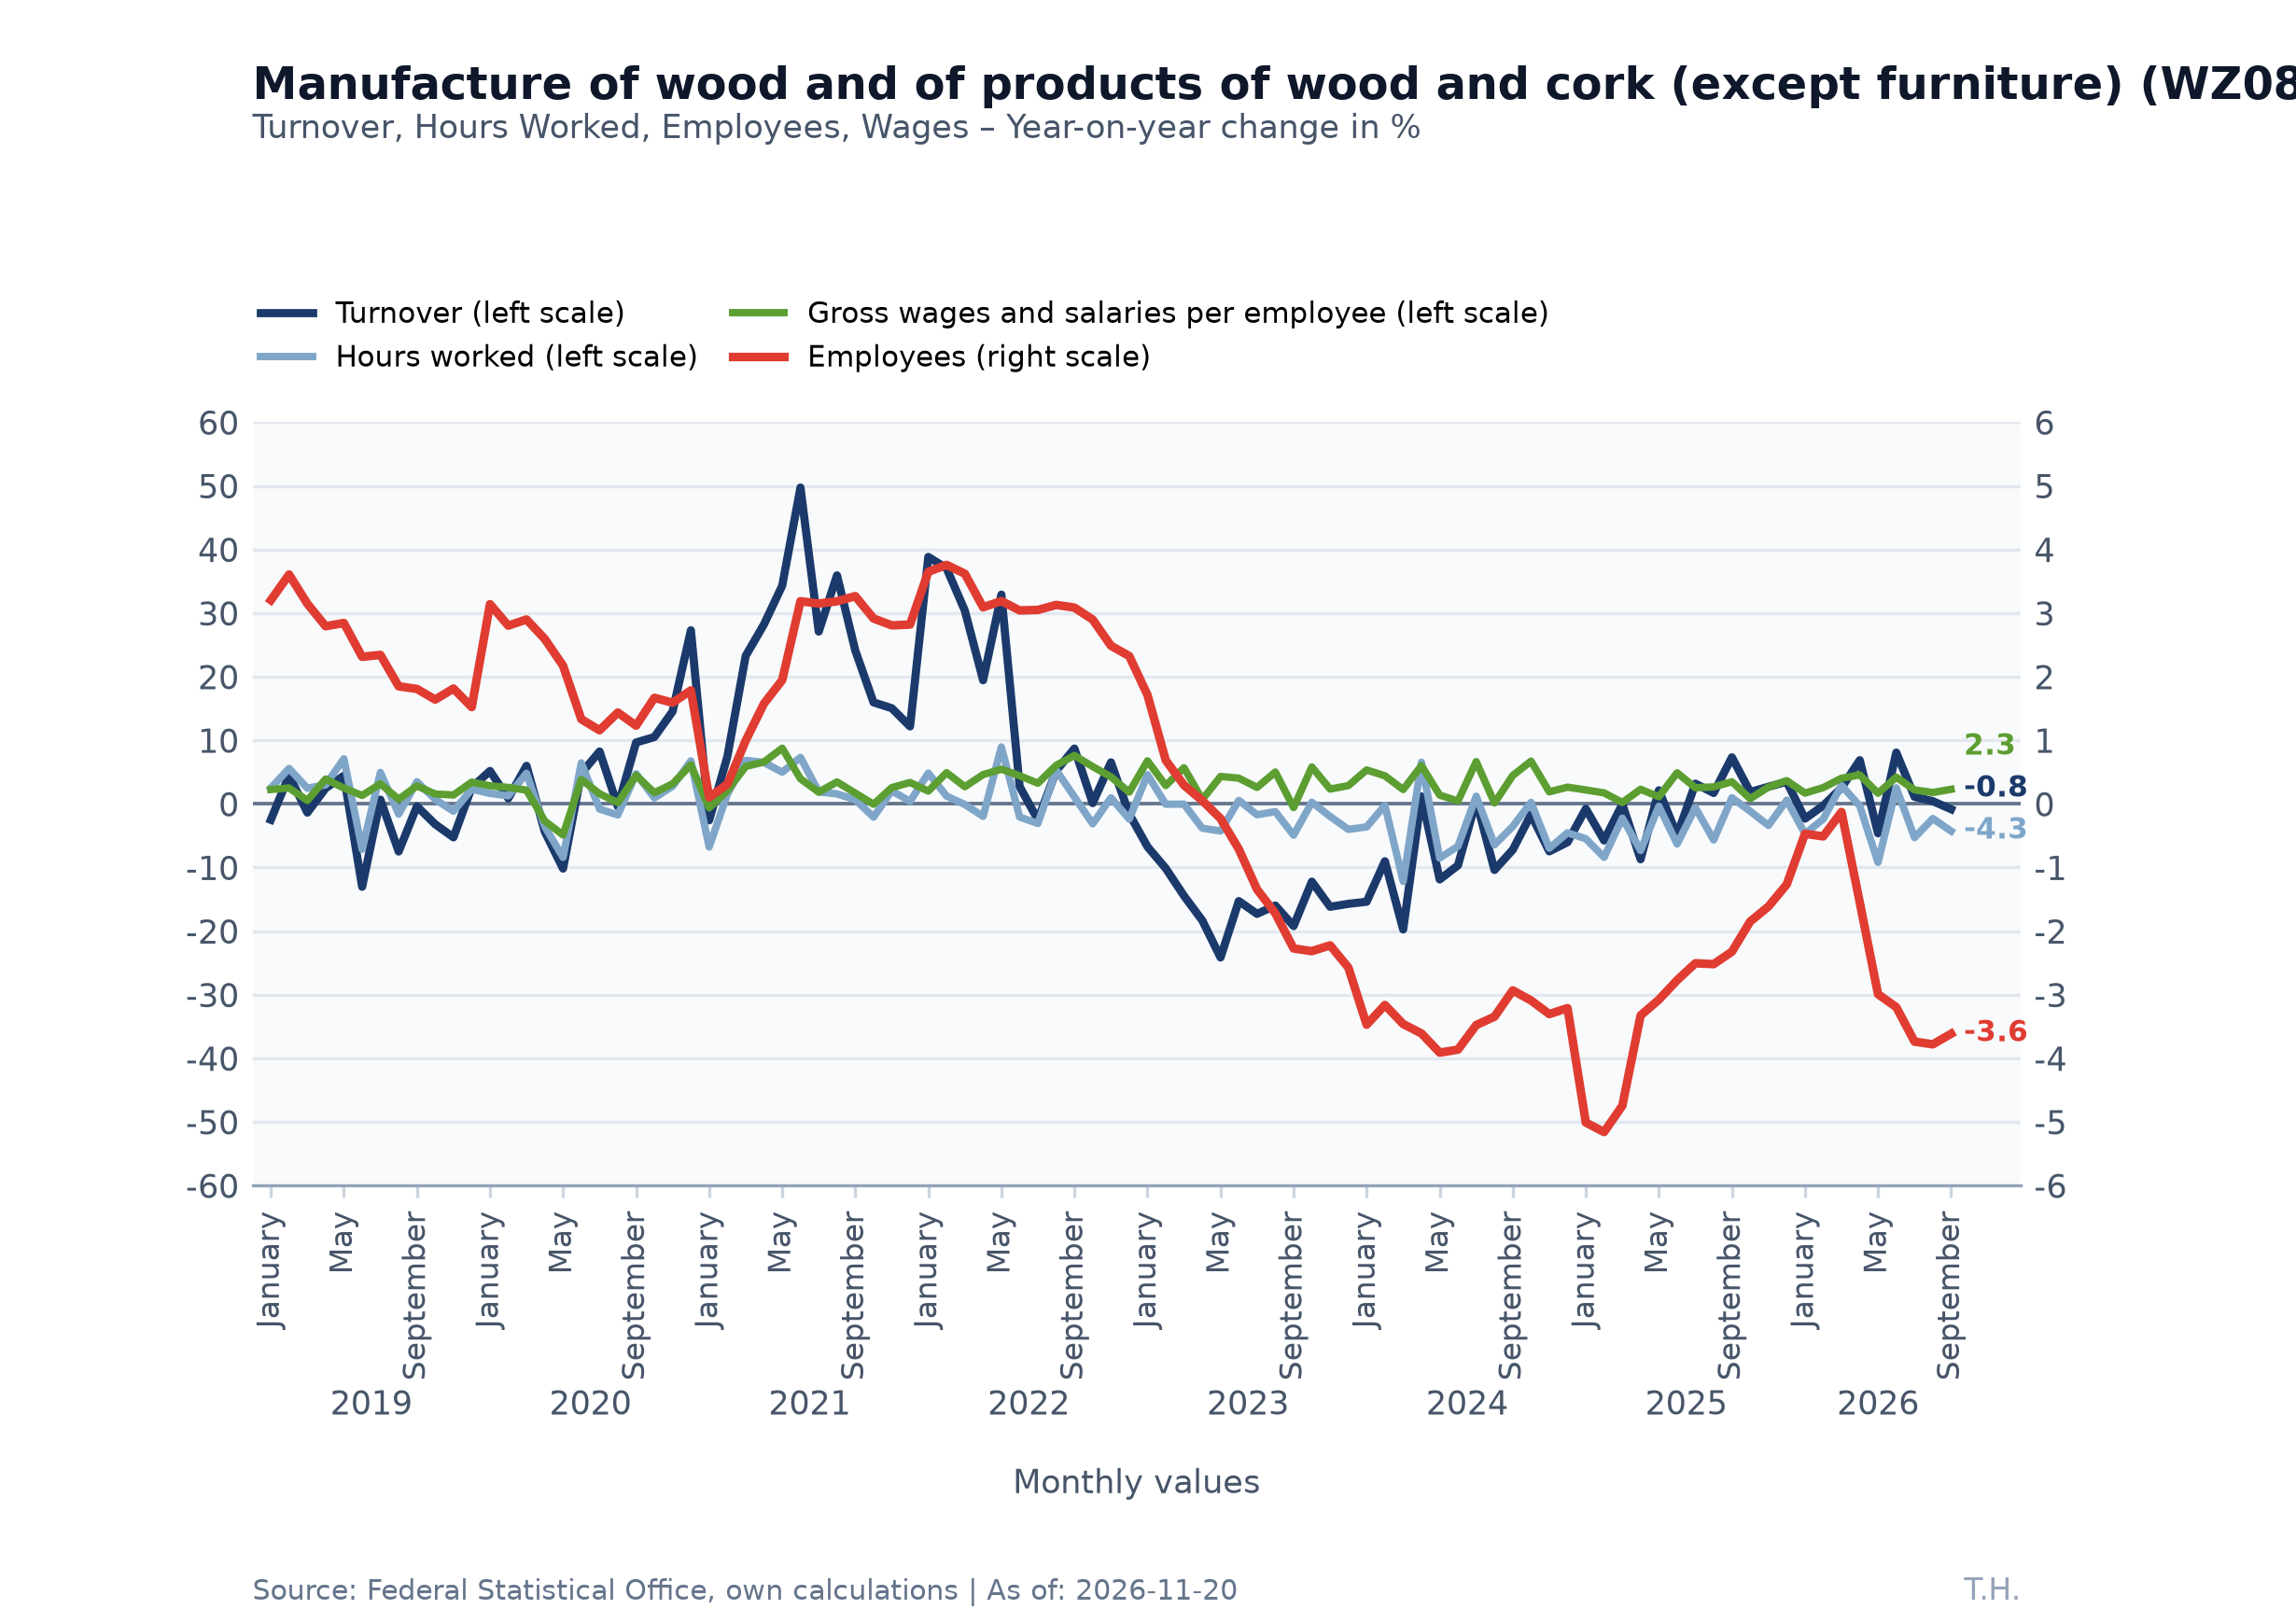 Manufacture of wood and of products of wood and cork (except furniture) (WZ08
Turnover, Hours Worked, Employees, Wages – Year-on-year change in %
Turnover (left scale)
Gross wages and salaries per employee (left scale)
Hours worked (left scale)
Employees (right scale)
60 6
50 5
40 4
30 3
20 2
10 1
0 0
-10 -1
-20 -2
-30 -3
-40 -4
-50 -5
-60 -6
2.3
-0.8
-4.3
-3.6
January May September January May September January May September January May September January May September January May September January May September January May September
2019 2020 2021 2022 2023 2024 2025 2026
Monthly values
Source: Federal Statistical Office, own calculations | As of: 2026-11-20
T.H.